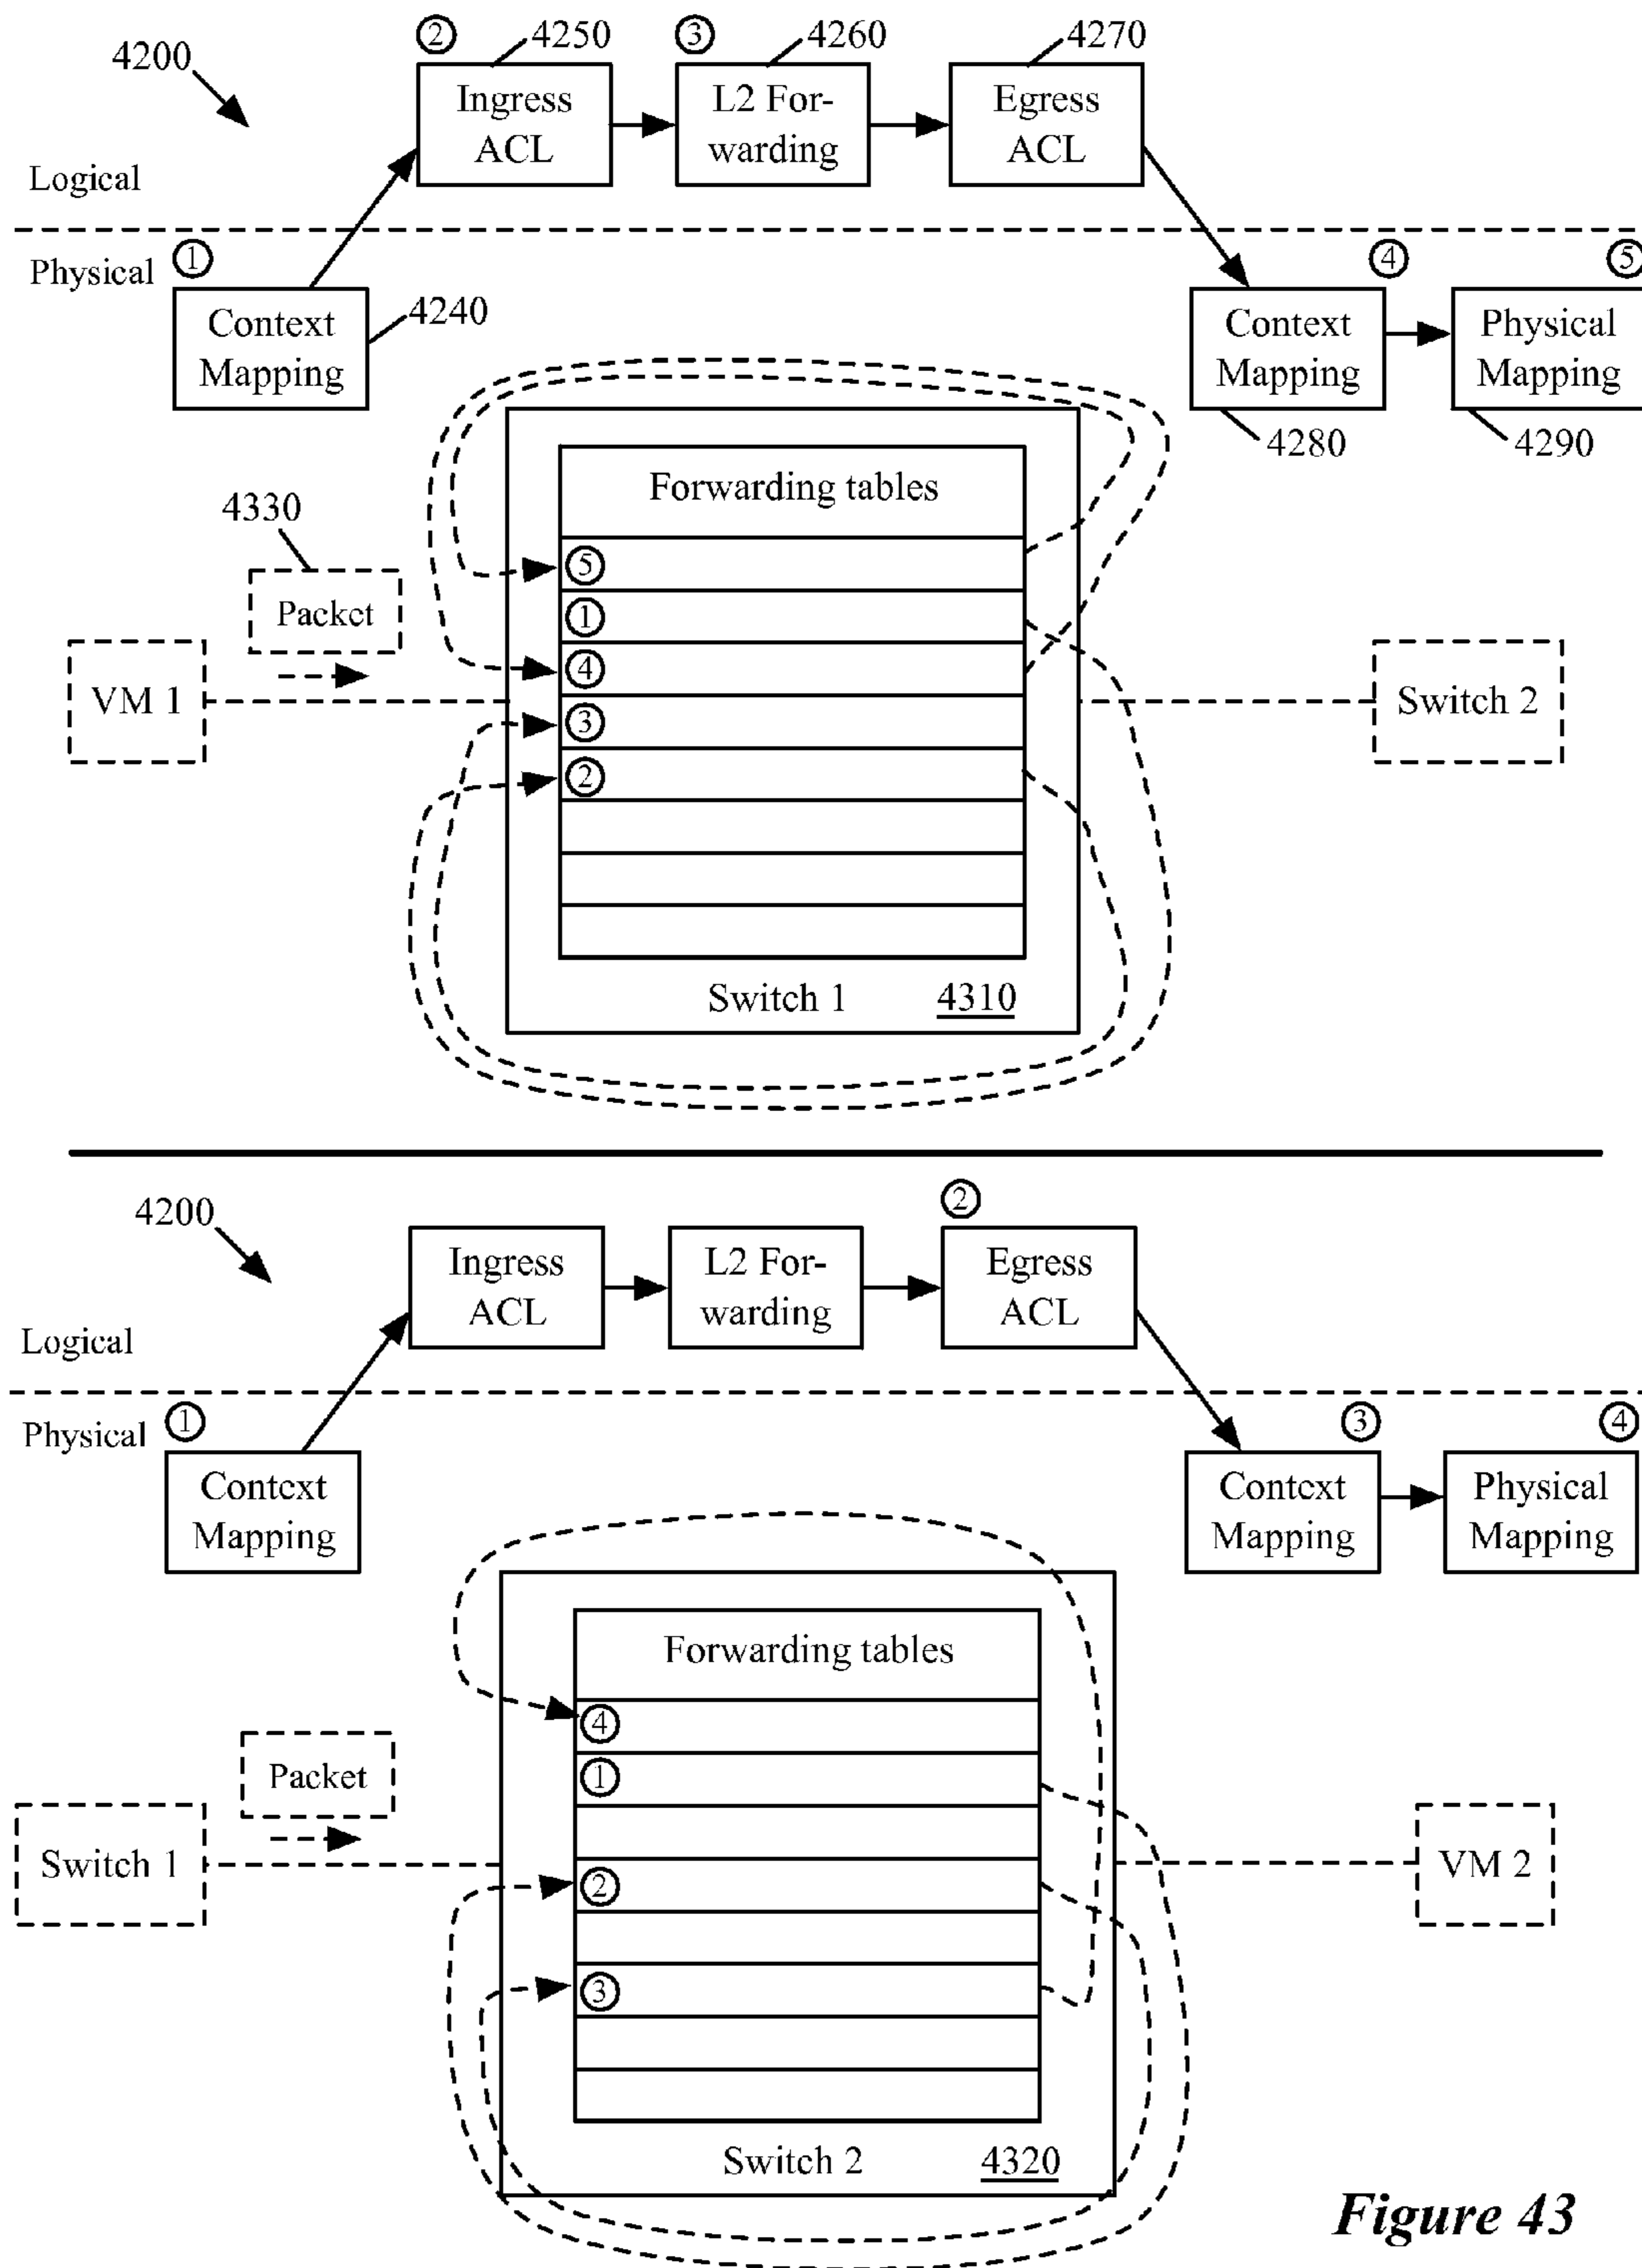 ② 4250 ③ 4260 4270
4200
Ingress
ACL
L2 For-
warding
Egress
ACL
Logical
Physical ① ④ ⑤
Context
Mapping
4240
Context
Mapping
Physical
Mapping
4280 4290
Forwarding tables
4330
Packet
⑤
①
④
③
②
VM 1
Switch 2
Switch 1 4310
4200
②
Ingress
ACL
L2 For-
warding
Egress
ACL
Logical
Physical ① ③ ④
Context
Mapping
Context
Mapping
Physical
Mapping
Forwarding tables
Packet
④
①
②
③
Switch 1
VM 2
Switch 2 4320
Figure 43